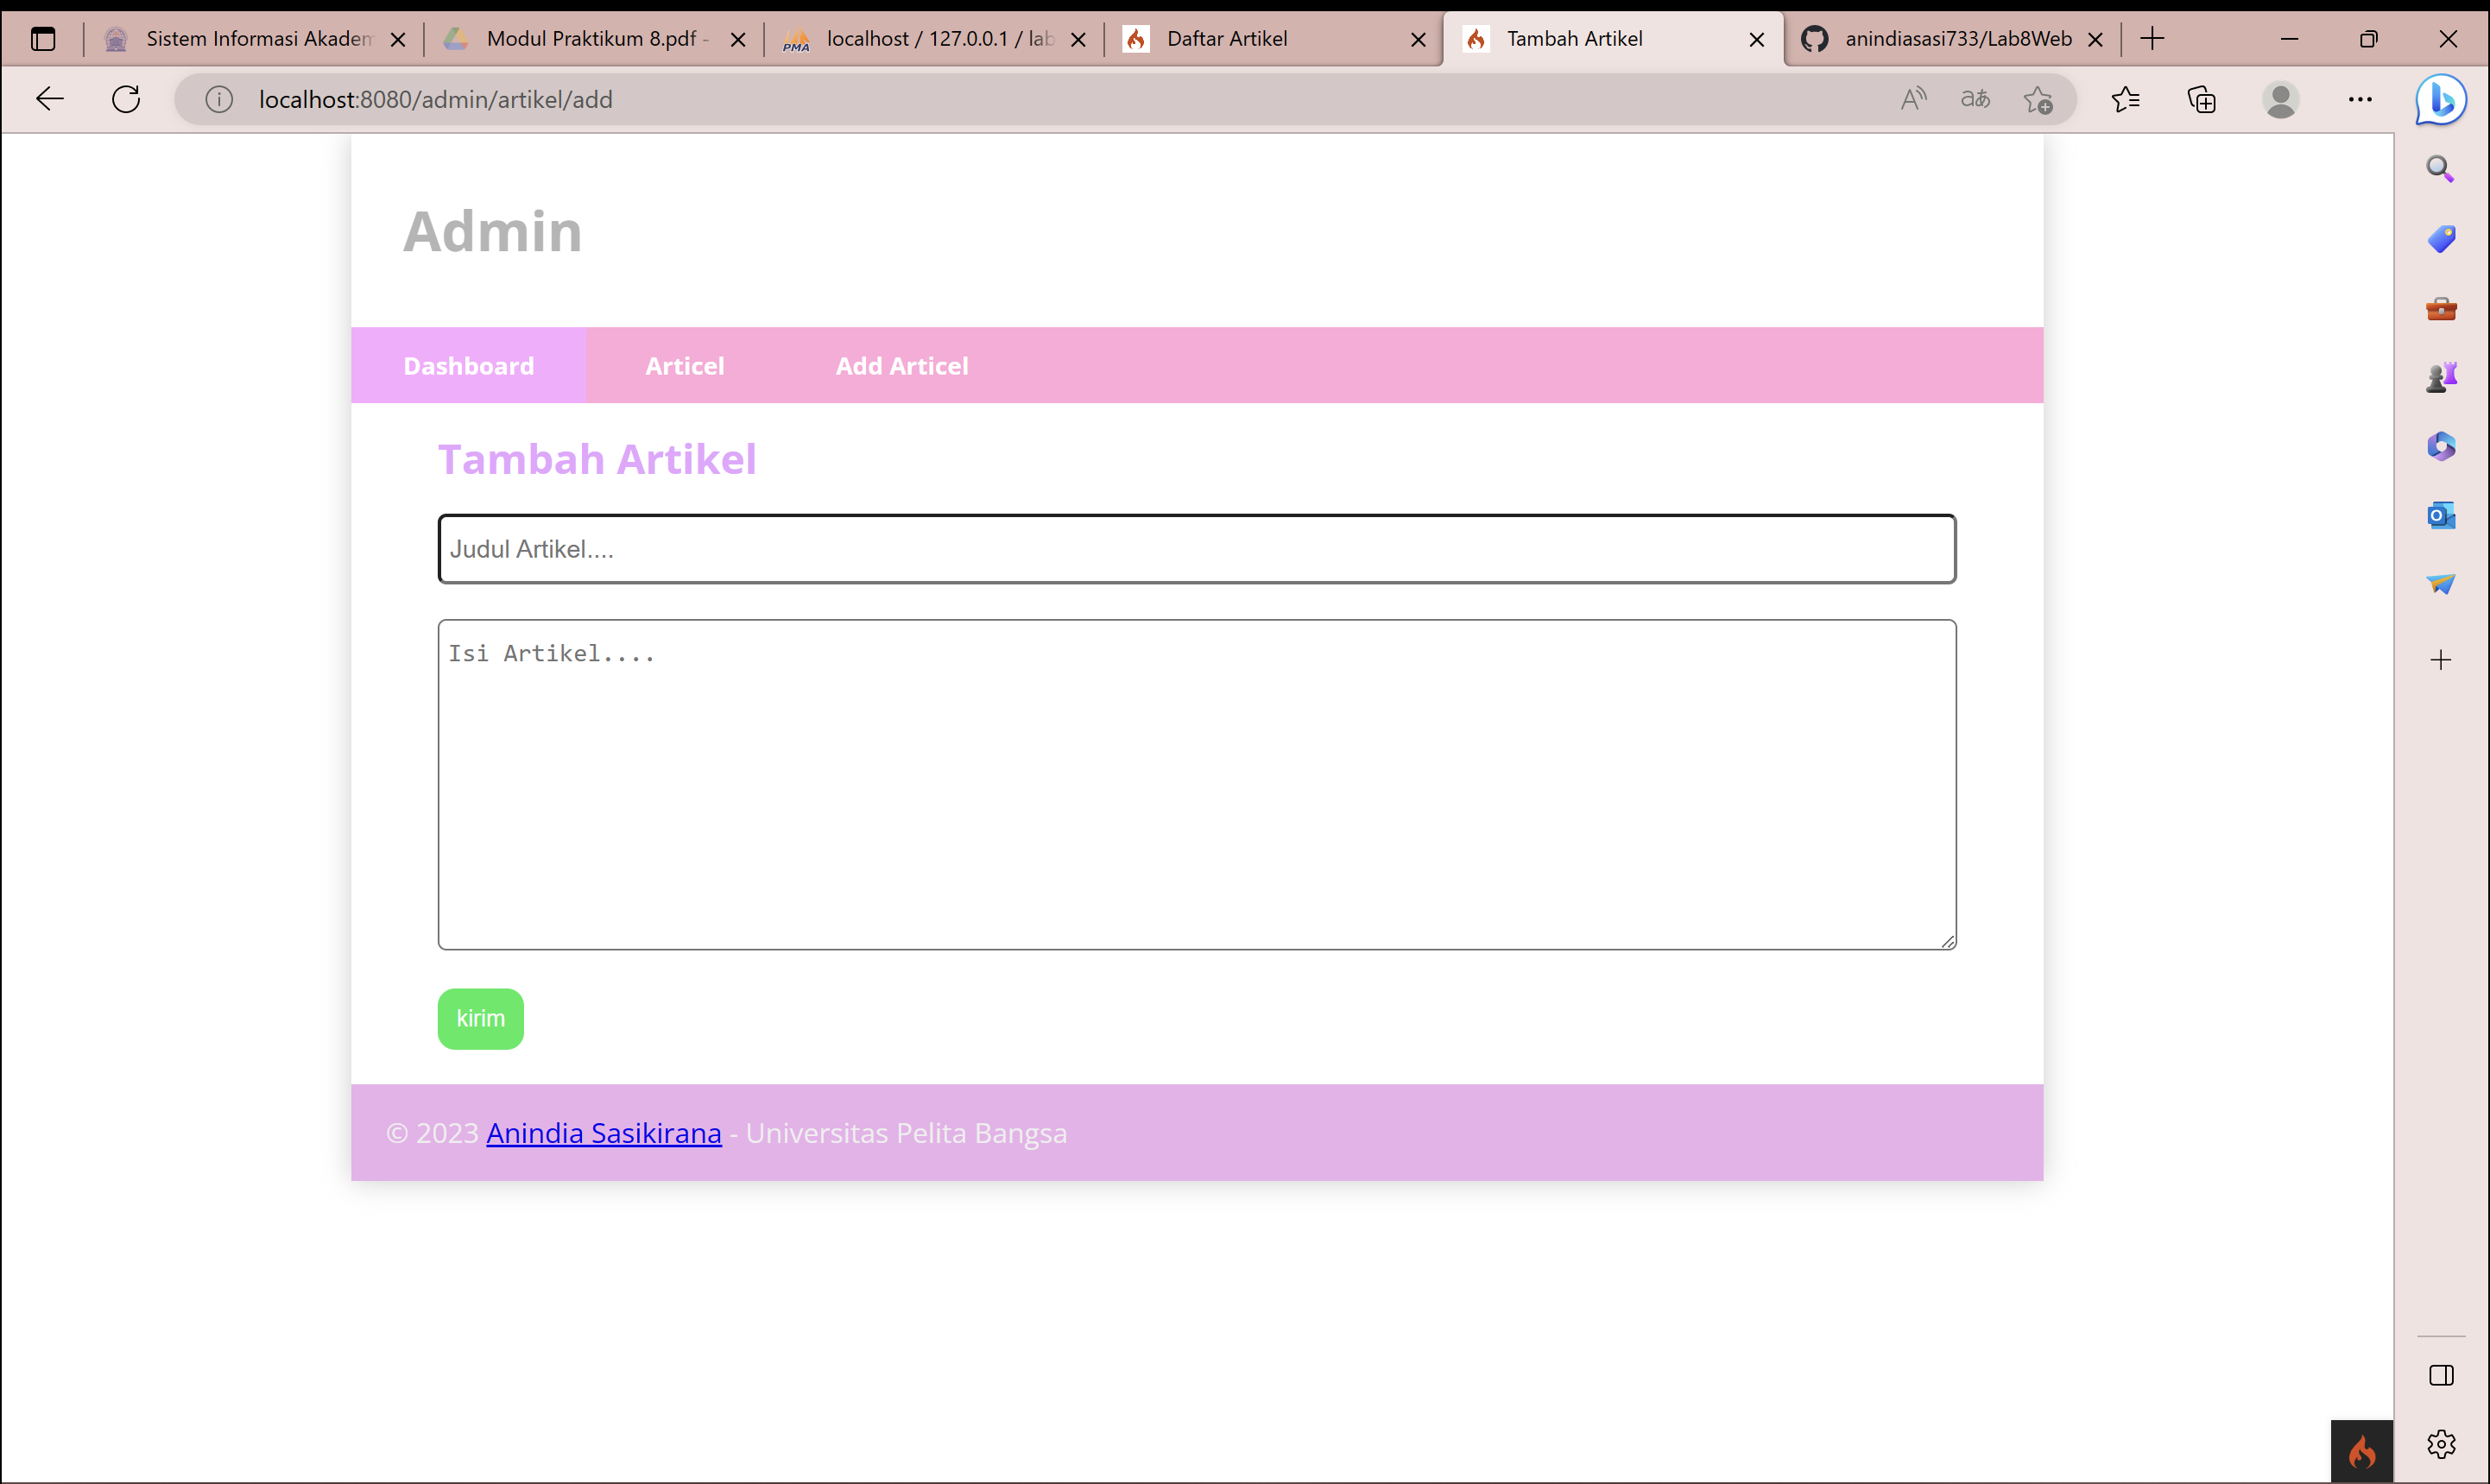 Sistem Informasi Akadem
Modul Praktikum 8.pdf -
PMA
localhost / 127.0.0.1 / lab
Daftar Artikel
Tambah Artikel
anindiasasi733/Lab8Web
localhost:8080/admin/artikel/add
Admin
Dashboard
Articel
Add Articel
Tambah Artikel
Judul Artikel....
Isi Artikel....
kirim
© 2023 Anindia Sasikirana - Universitas Pelita Bangsa